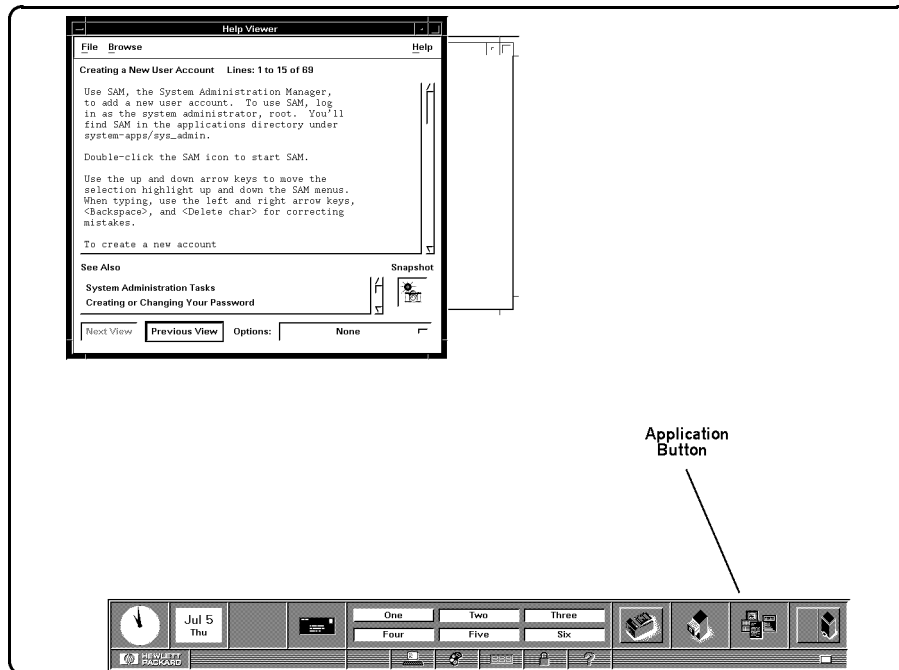 Help Viewer
File Browse Help
Creating a New User Account Lines: 1 to 15 of 69
Use SAM, the System Administration Manager,
to add a new user account. To use SAM, log
in as the system administrator, root. You'll
find SAM in the applications directory under
system-apps/sys_admin.
Double-click the SAM icon to start SAM.
Use the up and down arrow keys to move the
selection highlight up and down the SAM menus.
When typing, use the left and right arrow keys,
<Backspace>, and <Delete char> for correcting
mistakes.
To create a new account
See Also Snapshot
System Administration Tasks
Creating or Changing Your Password
Next View Previous View Options: None
Application
Button
Jul 5
Thu
One Two Three
Four Five Six
hp HEWLETT
PACKARD
?